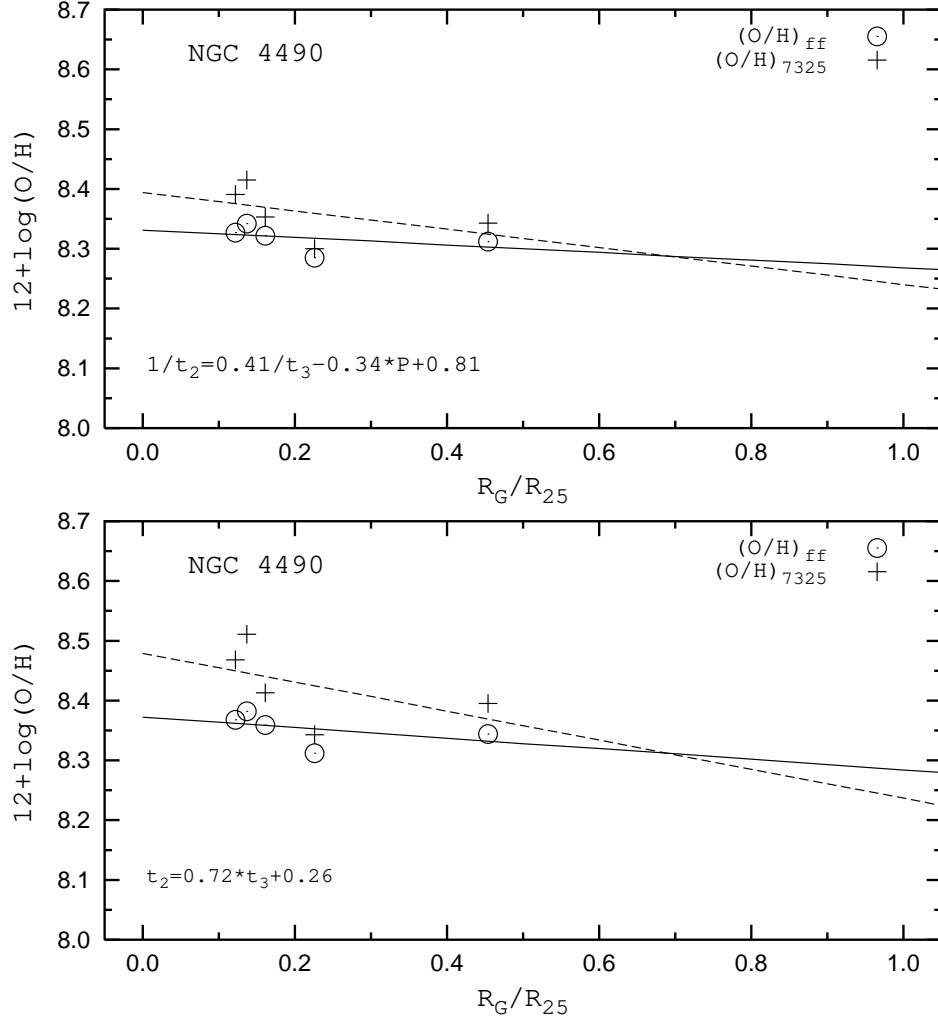 8.7
NGC 4490
(O/H)ff
(O/H)7325
8.6
8.5
8.4
8.3
8.2
8.1
8.0
12+log(O/H)
1/t2=0.41/t3−0.34*P+0.81
0.0 0.2 0.4 0.6 0.8 1.0
RG/R25
8.7
NGC 4490
(O/H)ff
(O/H)7325
8.6
8.5
8.4
8.3
8.2
8.1
8.0
12+log(O/H)
t2=0.72*t3+0.26
0.0 0.2 0.4 0.6 0.8 1.0
RG/R25